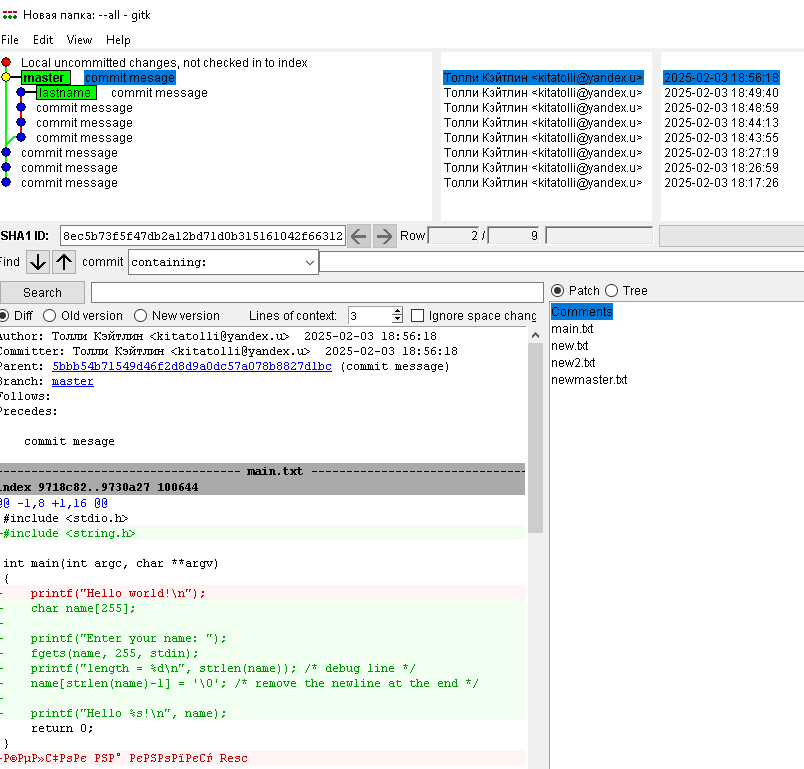 Новая папка: --all - gitk
File Edit View Help
Local uncommitted changes, not checked in to index
master commit mesage Толли Кэйтлин <kitatolli@yandex.u> 2025-02-03 18:56:18
lastname commit message Толли Кэйтлин <kitatolli@yandex.u> 2025-02-03 18:49:40
commit message Толли Кэйтлин <kitatolli@yandex.u> 2025-02-03 18:48:59
commit message Толли Кэйтлин <kitatolli@yandex.u> 2025-02-03 18:44:13
commit message Толли Кэйтлин <kitatolli@yandex.u> 2025-02-03 18:43:55
commit message Толли Кэйтлин <kitatolli@yandex.u> 2025-02-03 18:27:19
commit message Толли Кэйтлин <kitatolli@yandex.u> 2025-02-03 18:26:59
commit message Толли Кэйтлин <kitatolli@yandex.u> 2025-02-03 18:17:26
SHA1 ID: 8ec5b73f5f47db2a12bd71d0b315161042f66312 Row 2 / 9
Find commit containing:
Search
Diff Old version New version Lines of context: 3 Ignore space chang
Patch Tree
Comments
main.txt
new.txt
new2.txt
newmaster.txt
Author: Толли Кэйтлин <kitatolli@yandex.u> 2025-02-03 18:56:18
Committer: Толли Кэйтлин <kitatolli@yandex.u> 2025-02-03 18:56:18
Parent: 5bbb54b71549d46f2d8d9a0dc57a078b8827d1bc (commit message)
Branch: master
Follows:
Precedes:
commit mesage
main.txt
index 9718c82..9730a27 100644
@@ -1,8 +1,16 @@
#include <stdio.h>
+#include <string.h>
int main(int argc, char **argv)
{
-    printf("Hello world!\n");
+    char name[255];
+
+    printf("Enter your name: ");
+    fgets(name, 255, stdin);
+    printf("length = %d\n", strlen(name)); /* debug line */
+    name[strlen(name)-1] = '\0'; /* remove the newline at the end */
+
+    printf("Hello %s!\n", name);
return 0;
}